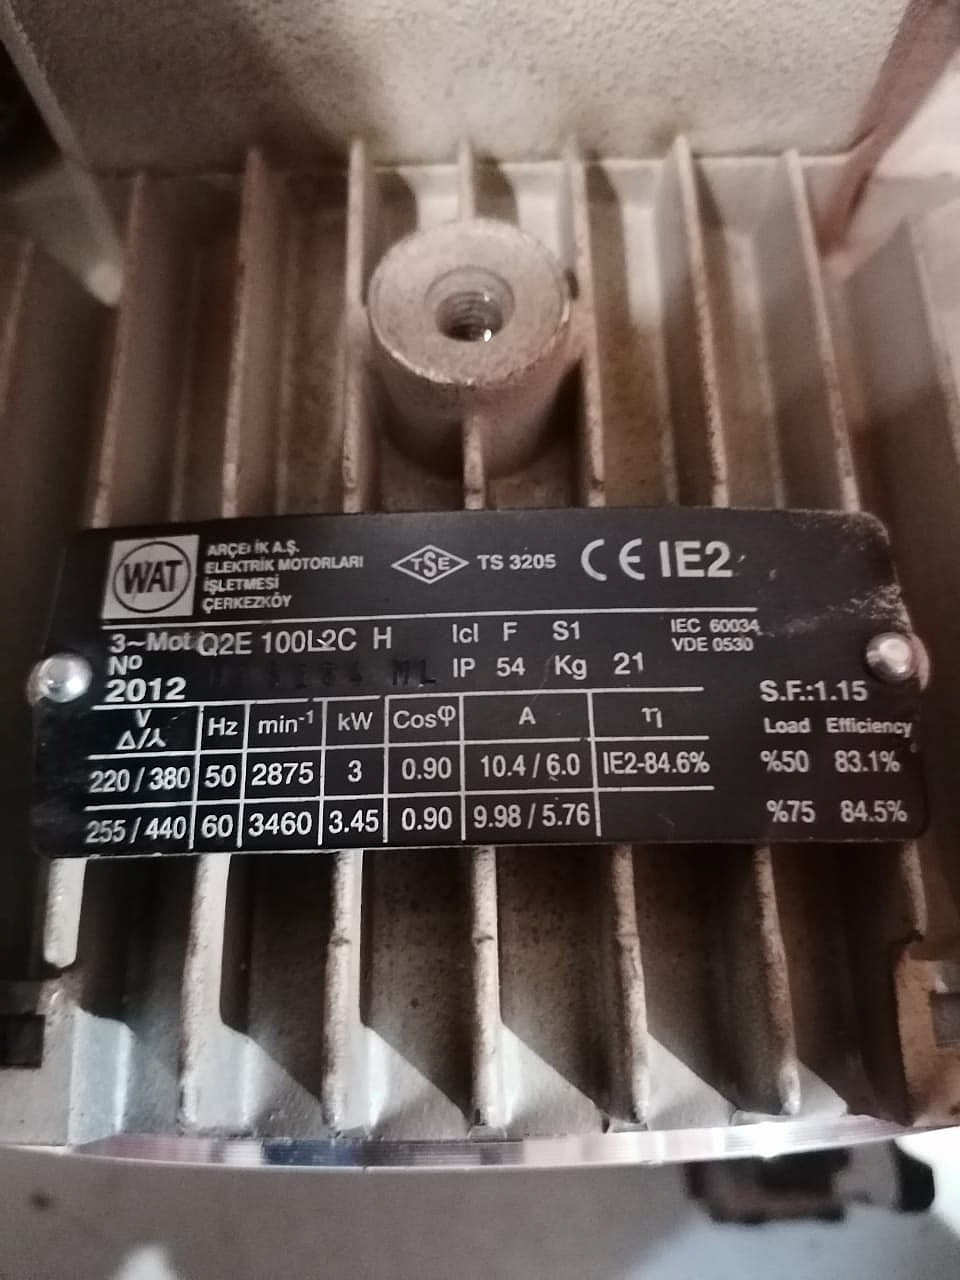 WAT
ARÇELİK A.Ş.
ELEKTRİK MOTORLARI
İŞLETMESİ
ÇERKEZKÖY
TSE TS 3205 CE IE2
3~Mot Q2E 100L2C H Icl F S1
IEC 60034
VDE 0530
No IP 54 Kg 21
2012
S.F.:1.15
V Δ/⅄ Hz min-1 kW Cosφ A η
Load Efficiency
220 / 380 50 2875 3 0.90 10.4 / 6.0 IE2-84.6%
%50 83.1%
255 / 440 60 3460 3.45 0.90 9.98 / 5.76
%75 84.5%